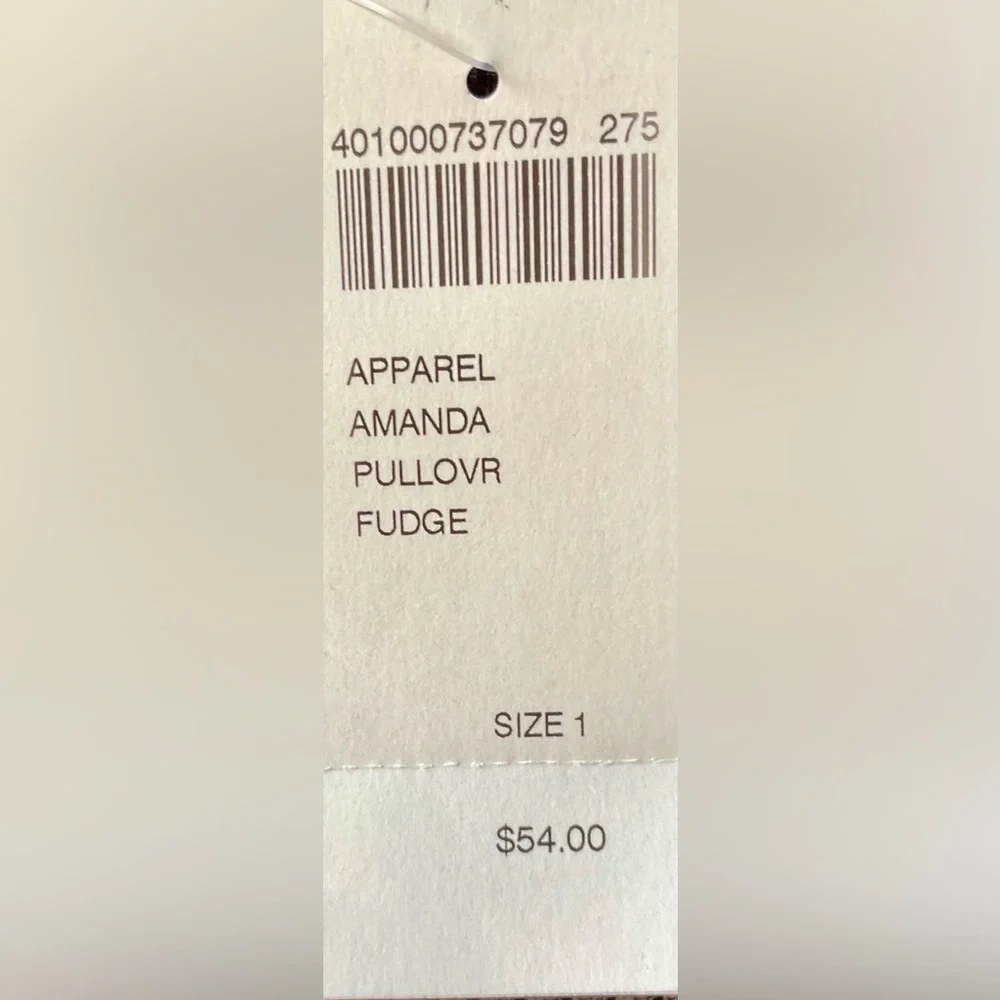 401000737079 275
APPAREL
AMANDA
PULLOVR
FUDGE
SIZE 1
$54.00